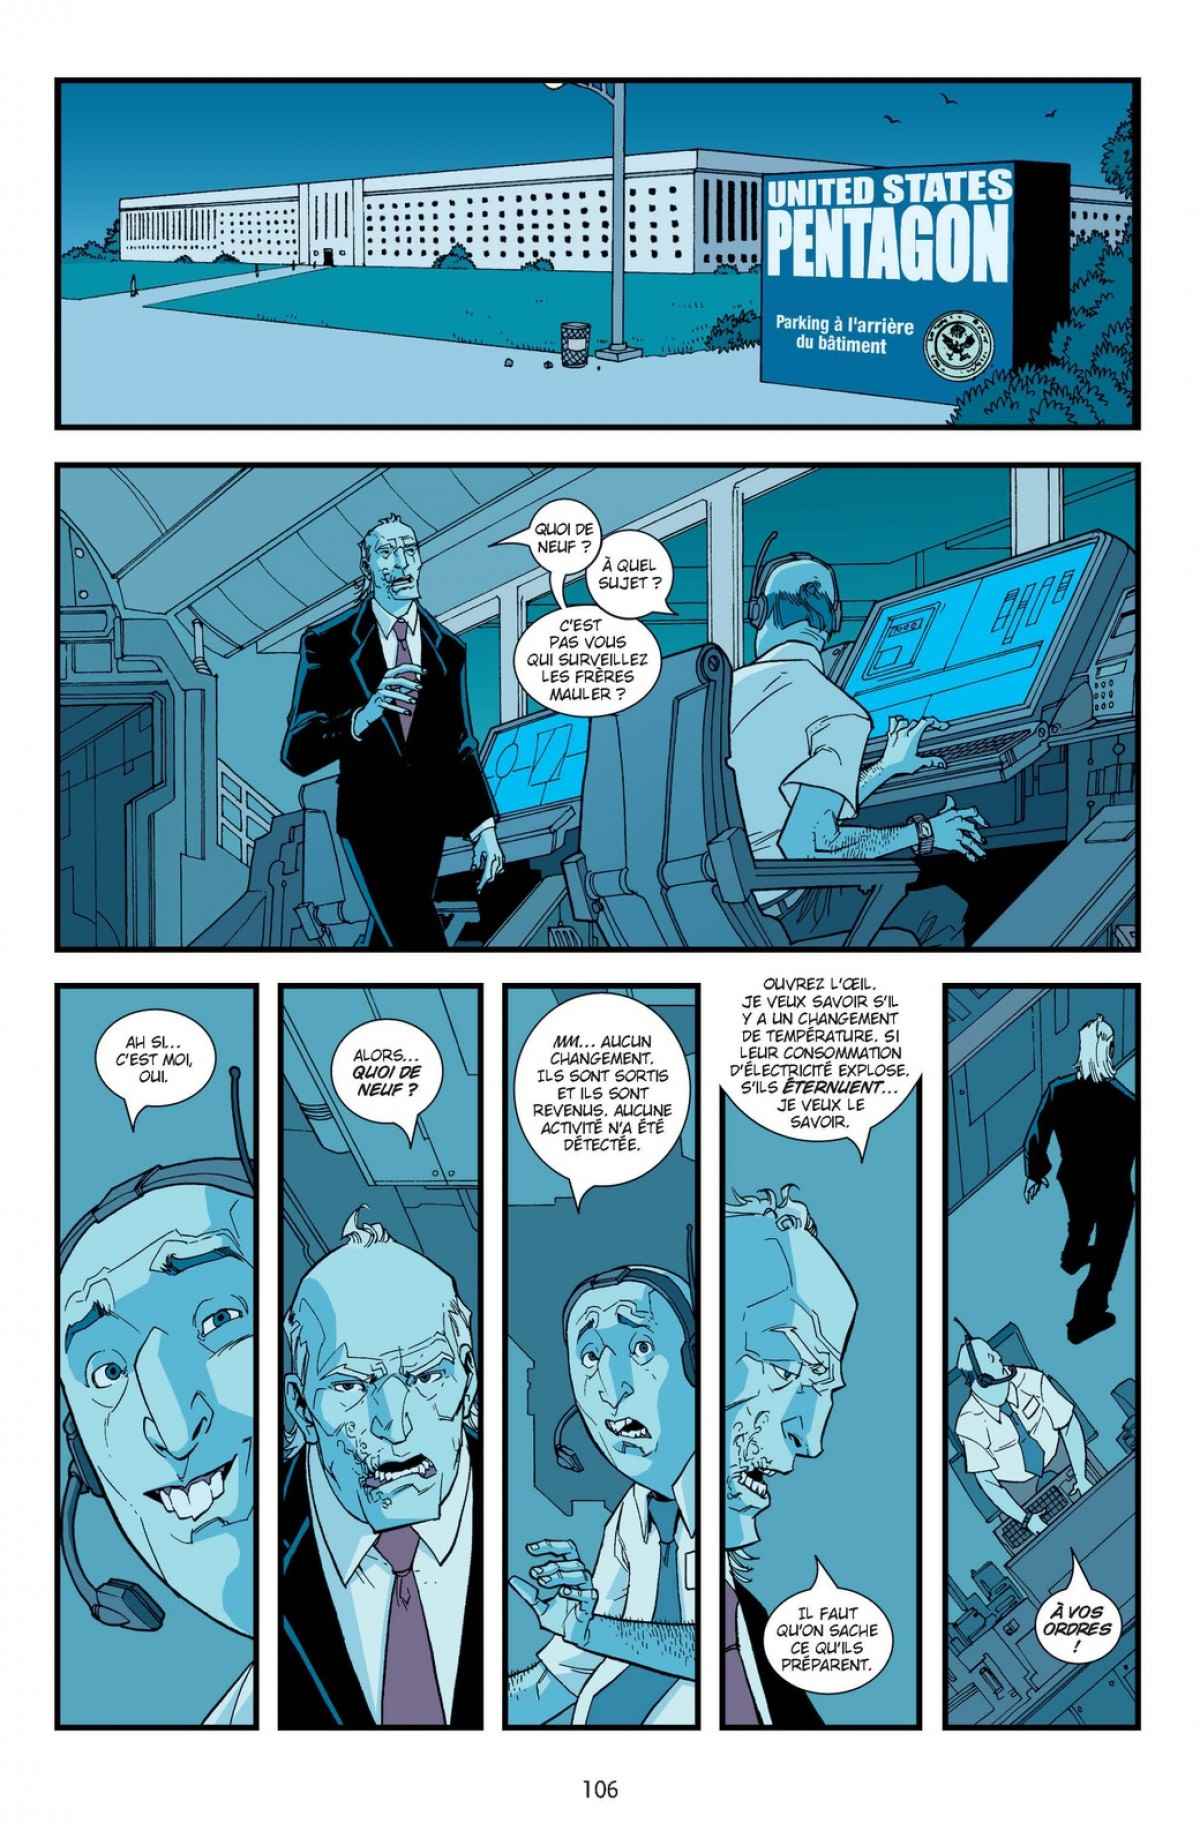 UNITED STATES
PENTAGON
Parking à l'arrière
du bâtiment
QUOI DE
NEUF ?
À QUEL
SUJET ?
C'EST
PAS VOUS
QUI SURVEILLEZ
LES FRÈRES
MAULER ?
AH SI...
C'EST MOI,
OUI.
ALORS...
QUOI DE
NEUF ?
MM... AUCUN
CHANGEMENT.
ILS SONT SORTIS
ET ILS SONT
REVENUS. AUCUNE
ACTIVITÉ N'A ÉTÉ
DÉTECTÉE.
OUVREZ L'ŒIL.
JE VEUX SAVOIR S'IL
Y A UN CHANGEMENT
DE TEMPÉRATURE. SI
LEUR CONSOMMATION
D'ÉLECTRICITÉ EXPLOSE.
S'ILS ÉTERNUENT...
JE VEUX LE
SAVOIR.
IL FAUT
QU'ON SACHE
CE QU'ILS
PRÉPARENT.
À VOS
ORDRES
!
106